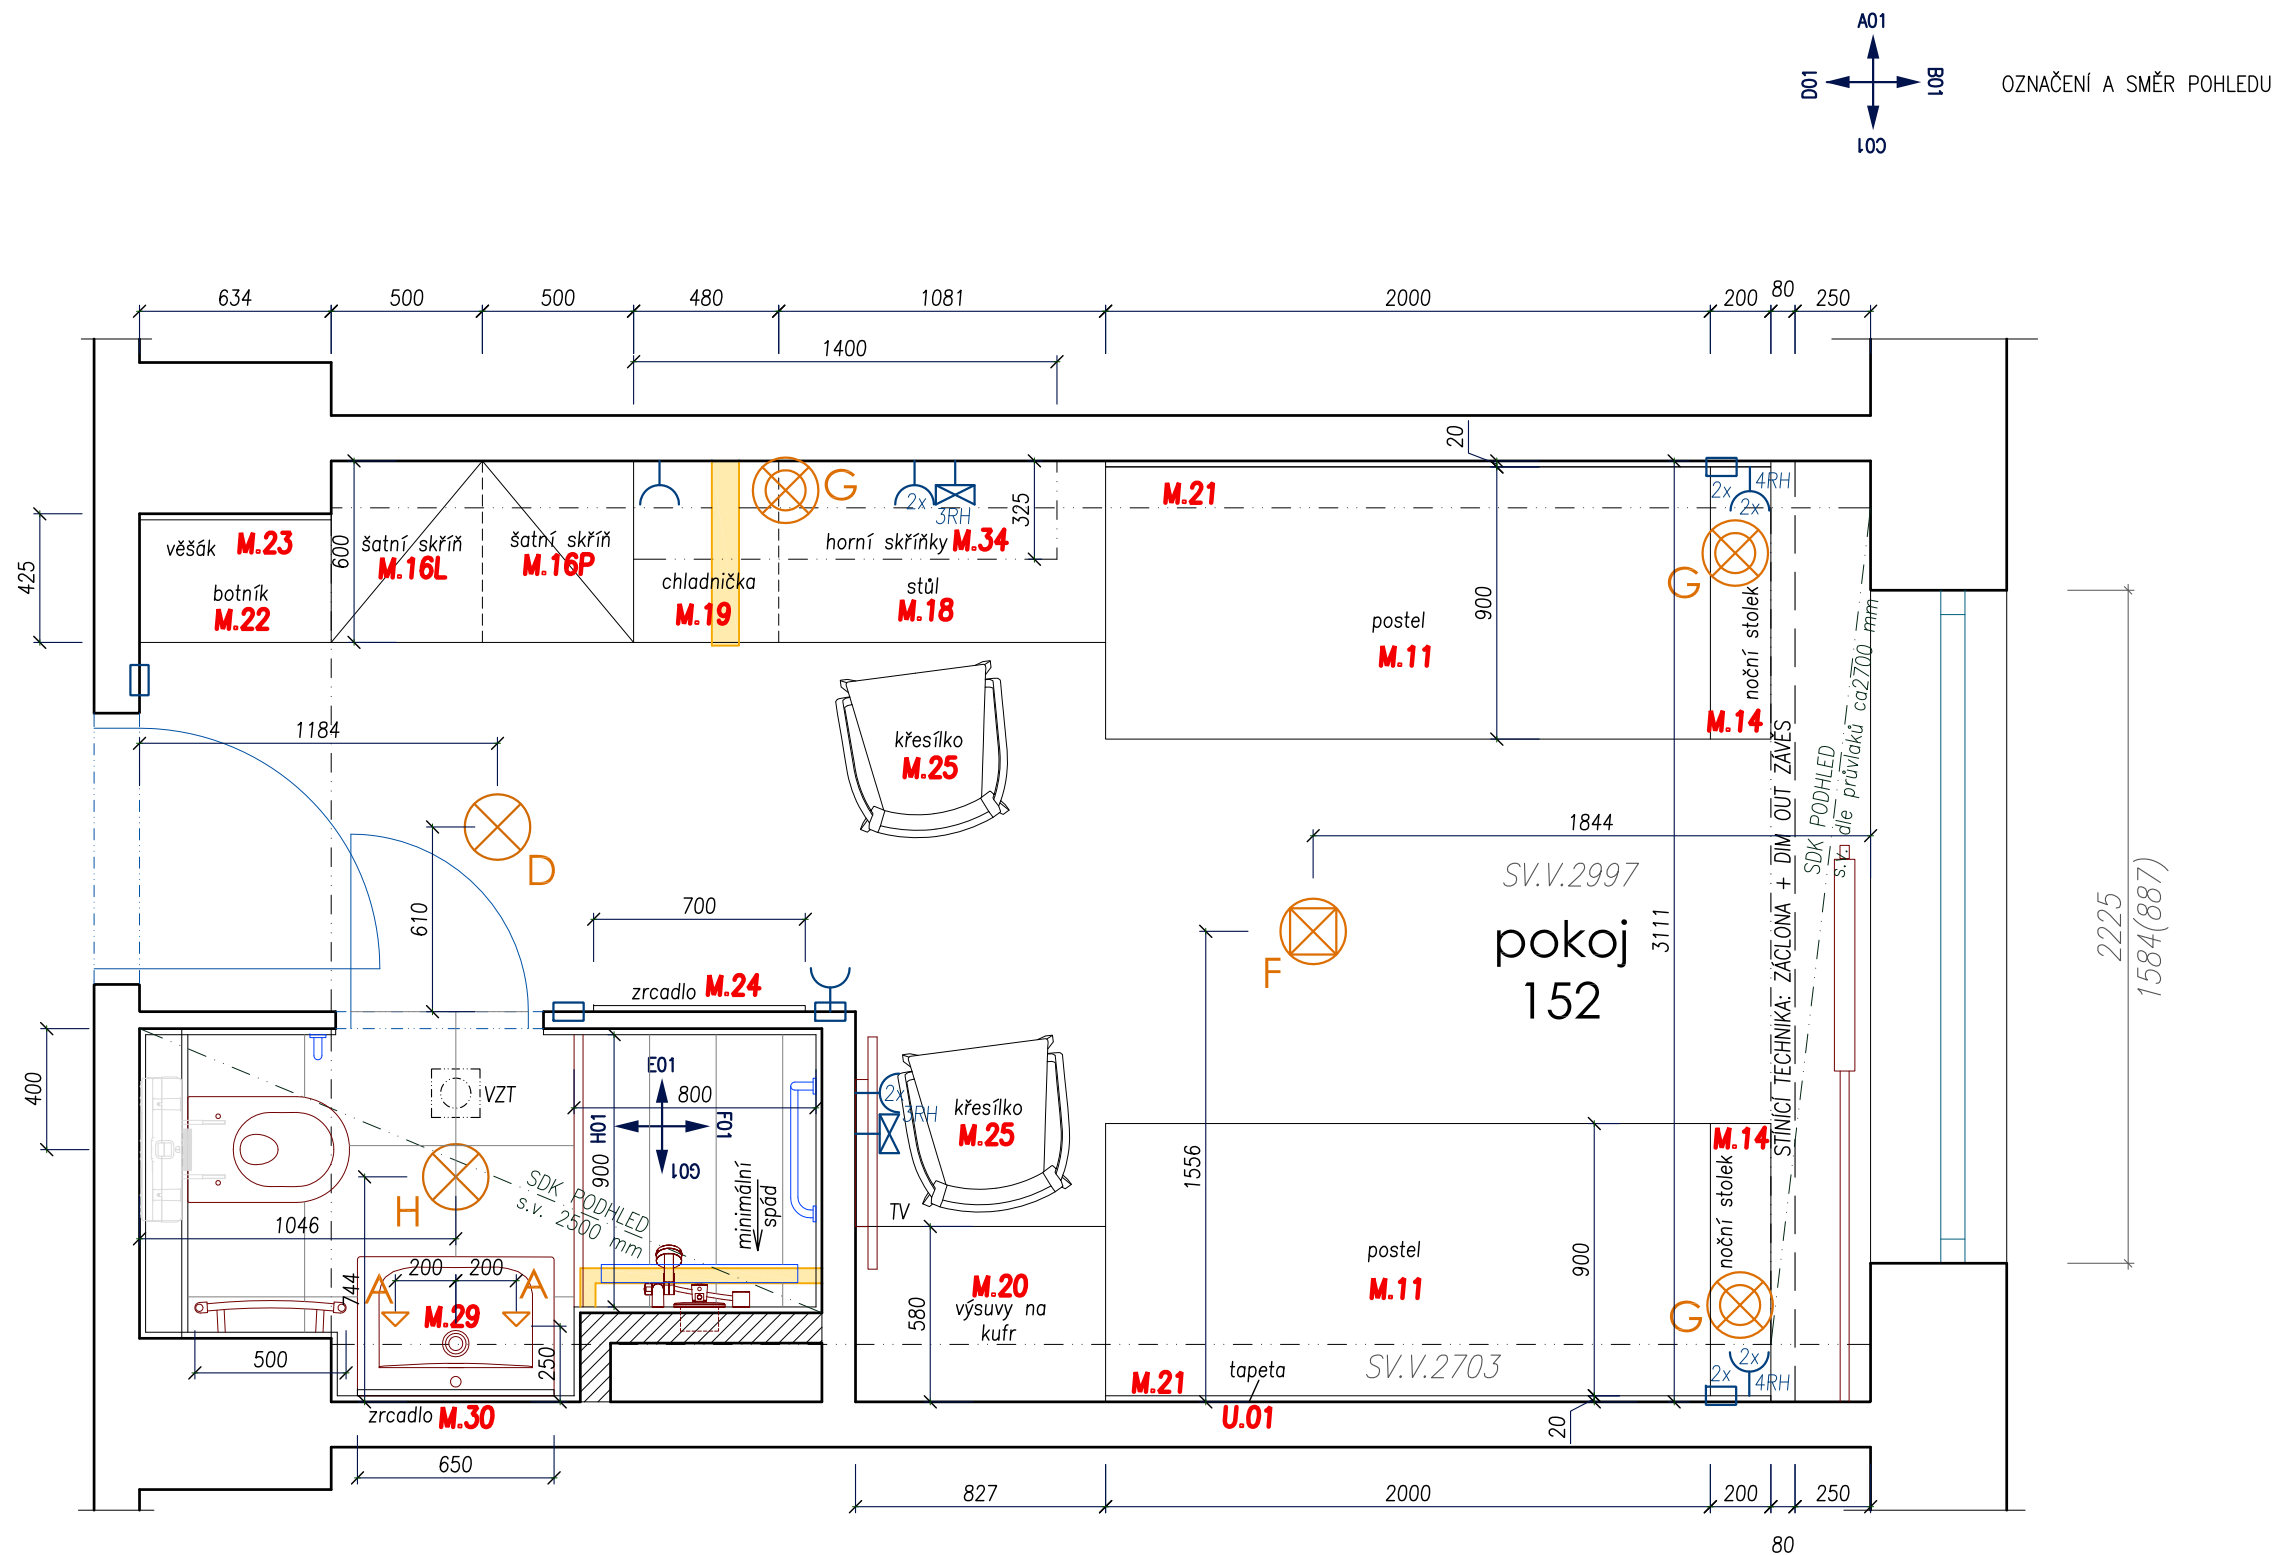 A01
D01
B01
C01
OZNAČENÍ A SMĚR POHLEDU
634
500
500
480
1081
2000
200
80
250
1400
20
425
600
325
900
věšák M.23
botník
M.22
šatní skříň
M.16L
šatní skříň
M.16P
chladnička
M.19
G
2x
3RH
horní skříňky M.34
stůl
M.18
M.21
postel
M.11
2x
4RH
2x
G
noční stolek
M.14
1184
D
610
křesílko
M.25
700
zrcadlo M.24
1844
F
SV.V.2997
pokoj
152
3111
STÍNÍCÍ TECHNIKA: ZÁCLONA + DIM OUT ZÁVĚS
SDK PODHLED
s.v. dle průvlaků ca2700 mm
2225
1584(887)
400
VZT
E01
800
H01
F01
G01
900
minimální
spád
SDK PODHLED
s.v. 2500 mm
H
1046
744
200
200
A
A
M.29
250
500
zrcadlo M.30
650
2x
3RH
křesílko
M.25
TV
580
M.20
výsuvy na
kufr
1556
postel
M.11
900
M.14
noční stolek
G
2x
2x
4RH
SV.V.2703
M.21
tapeta
U.01
20
827
2000
200
80
250